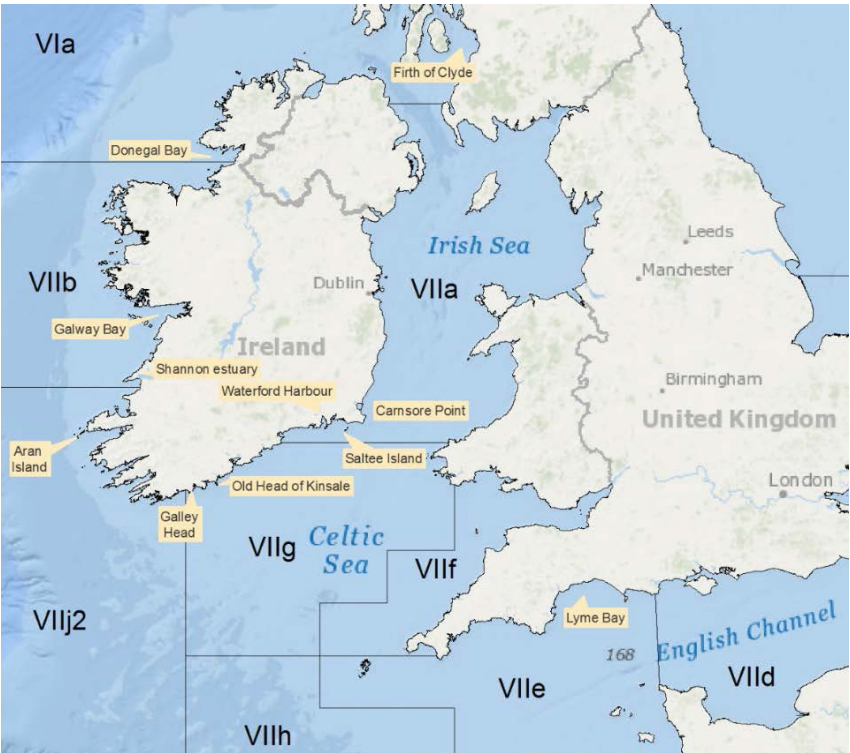 VIa
Firth of Clyde
Donegal Bay
Irish Sea
Leeds
Manchester
VIIb
Dublin
VIIa
Galway Bay
Ireland
Shannon estuary
Waterford Harbour
Birmingham
Carnsore Point
United Kingdom
Aran
Island
Saltee Island
London
Old Head of Kinsale
Galley
Head
VIIg
Celtic
Sea
VIIf
VIIj2
Lyme Bay
English Channel
168
VIId
VIIe
VIIh